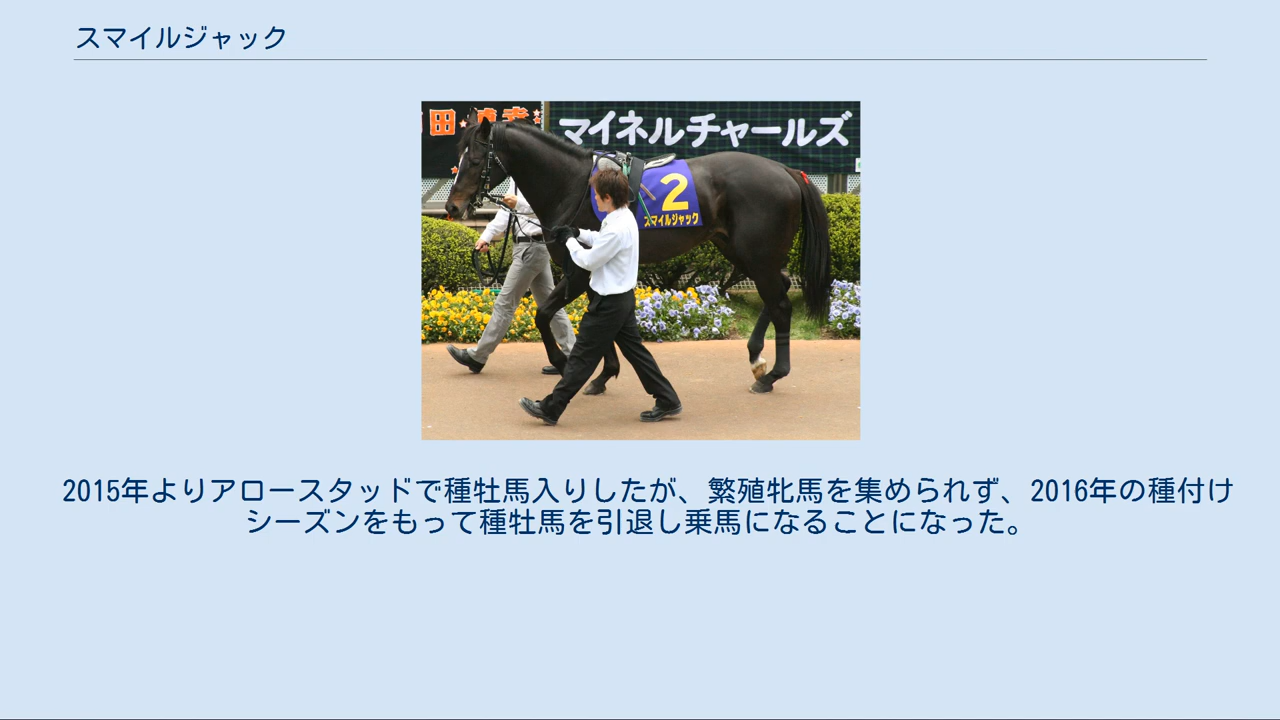 スマイルジャック
田
マイネルチャールズ
2
スマイルジャック
2015年よりアロースタッドで種牡馬入りしたが、繁殖牝馬を集められず、2016年の種付け
シーズンをもって種牡馬を引退し乗馬になることになった。